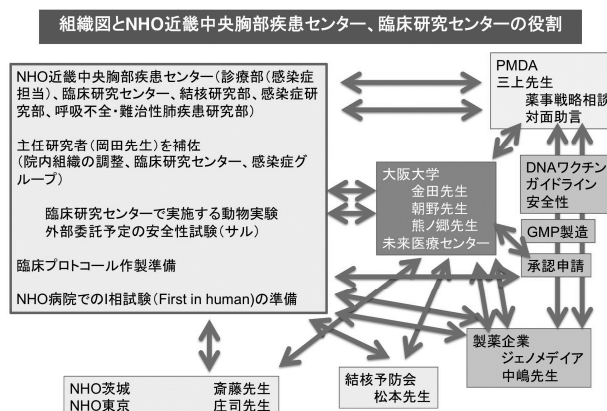 組織図とNHO近畿中央胸部疾患センター、臨床研究センターの役割
NHO近畿中央胸部疾患センター(診療部(感染症
担当)、臨床研究センター、結核研究部、感染症研
究部、呼吸不全・難治性肺疾患研究部)
主任研究者(岡田先生)を補佐
(院内組織の調整、臨床研究センター、感染症グ
ループ)
臨床研究センターで実施する動物実験
外部委託予定の安全性試験(サル)
臨床プロトコール作製準備
NHO病院でのI相試験(First in human)の準備
PMDA
三上先生
薬事戦略相談
対面助言
大阪大学
金田先生
朝野先生
熊ノ郷先生
未来医療センター
DNAワクチン
ガイドライン
安全性
GMP製造
承認申請
製薬企業
ジェノメデイア
中嶋先生
結核予防会
松本先生
NHO茨城 斎藤先生
NHO東京 庄司先生